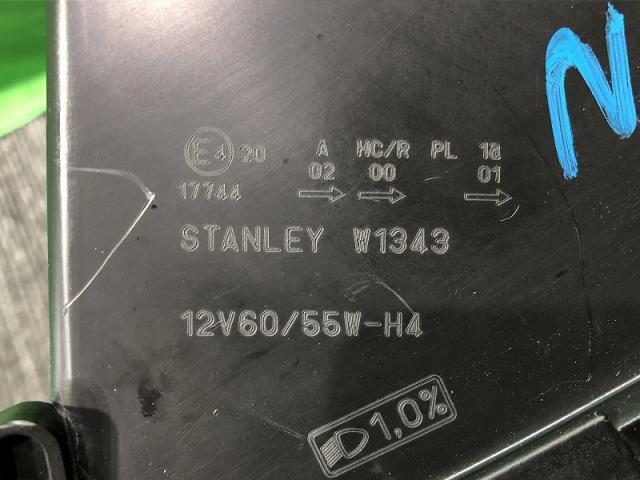 E4 20 A HC/R PL 1a
02 00 01
17744
STANLEY W1343
12V60/55W-H4
1,0%
N